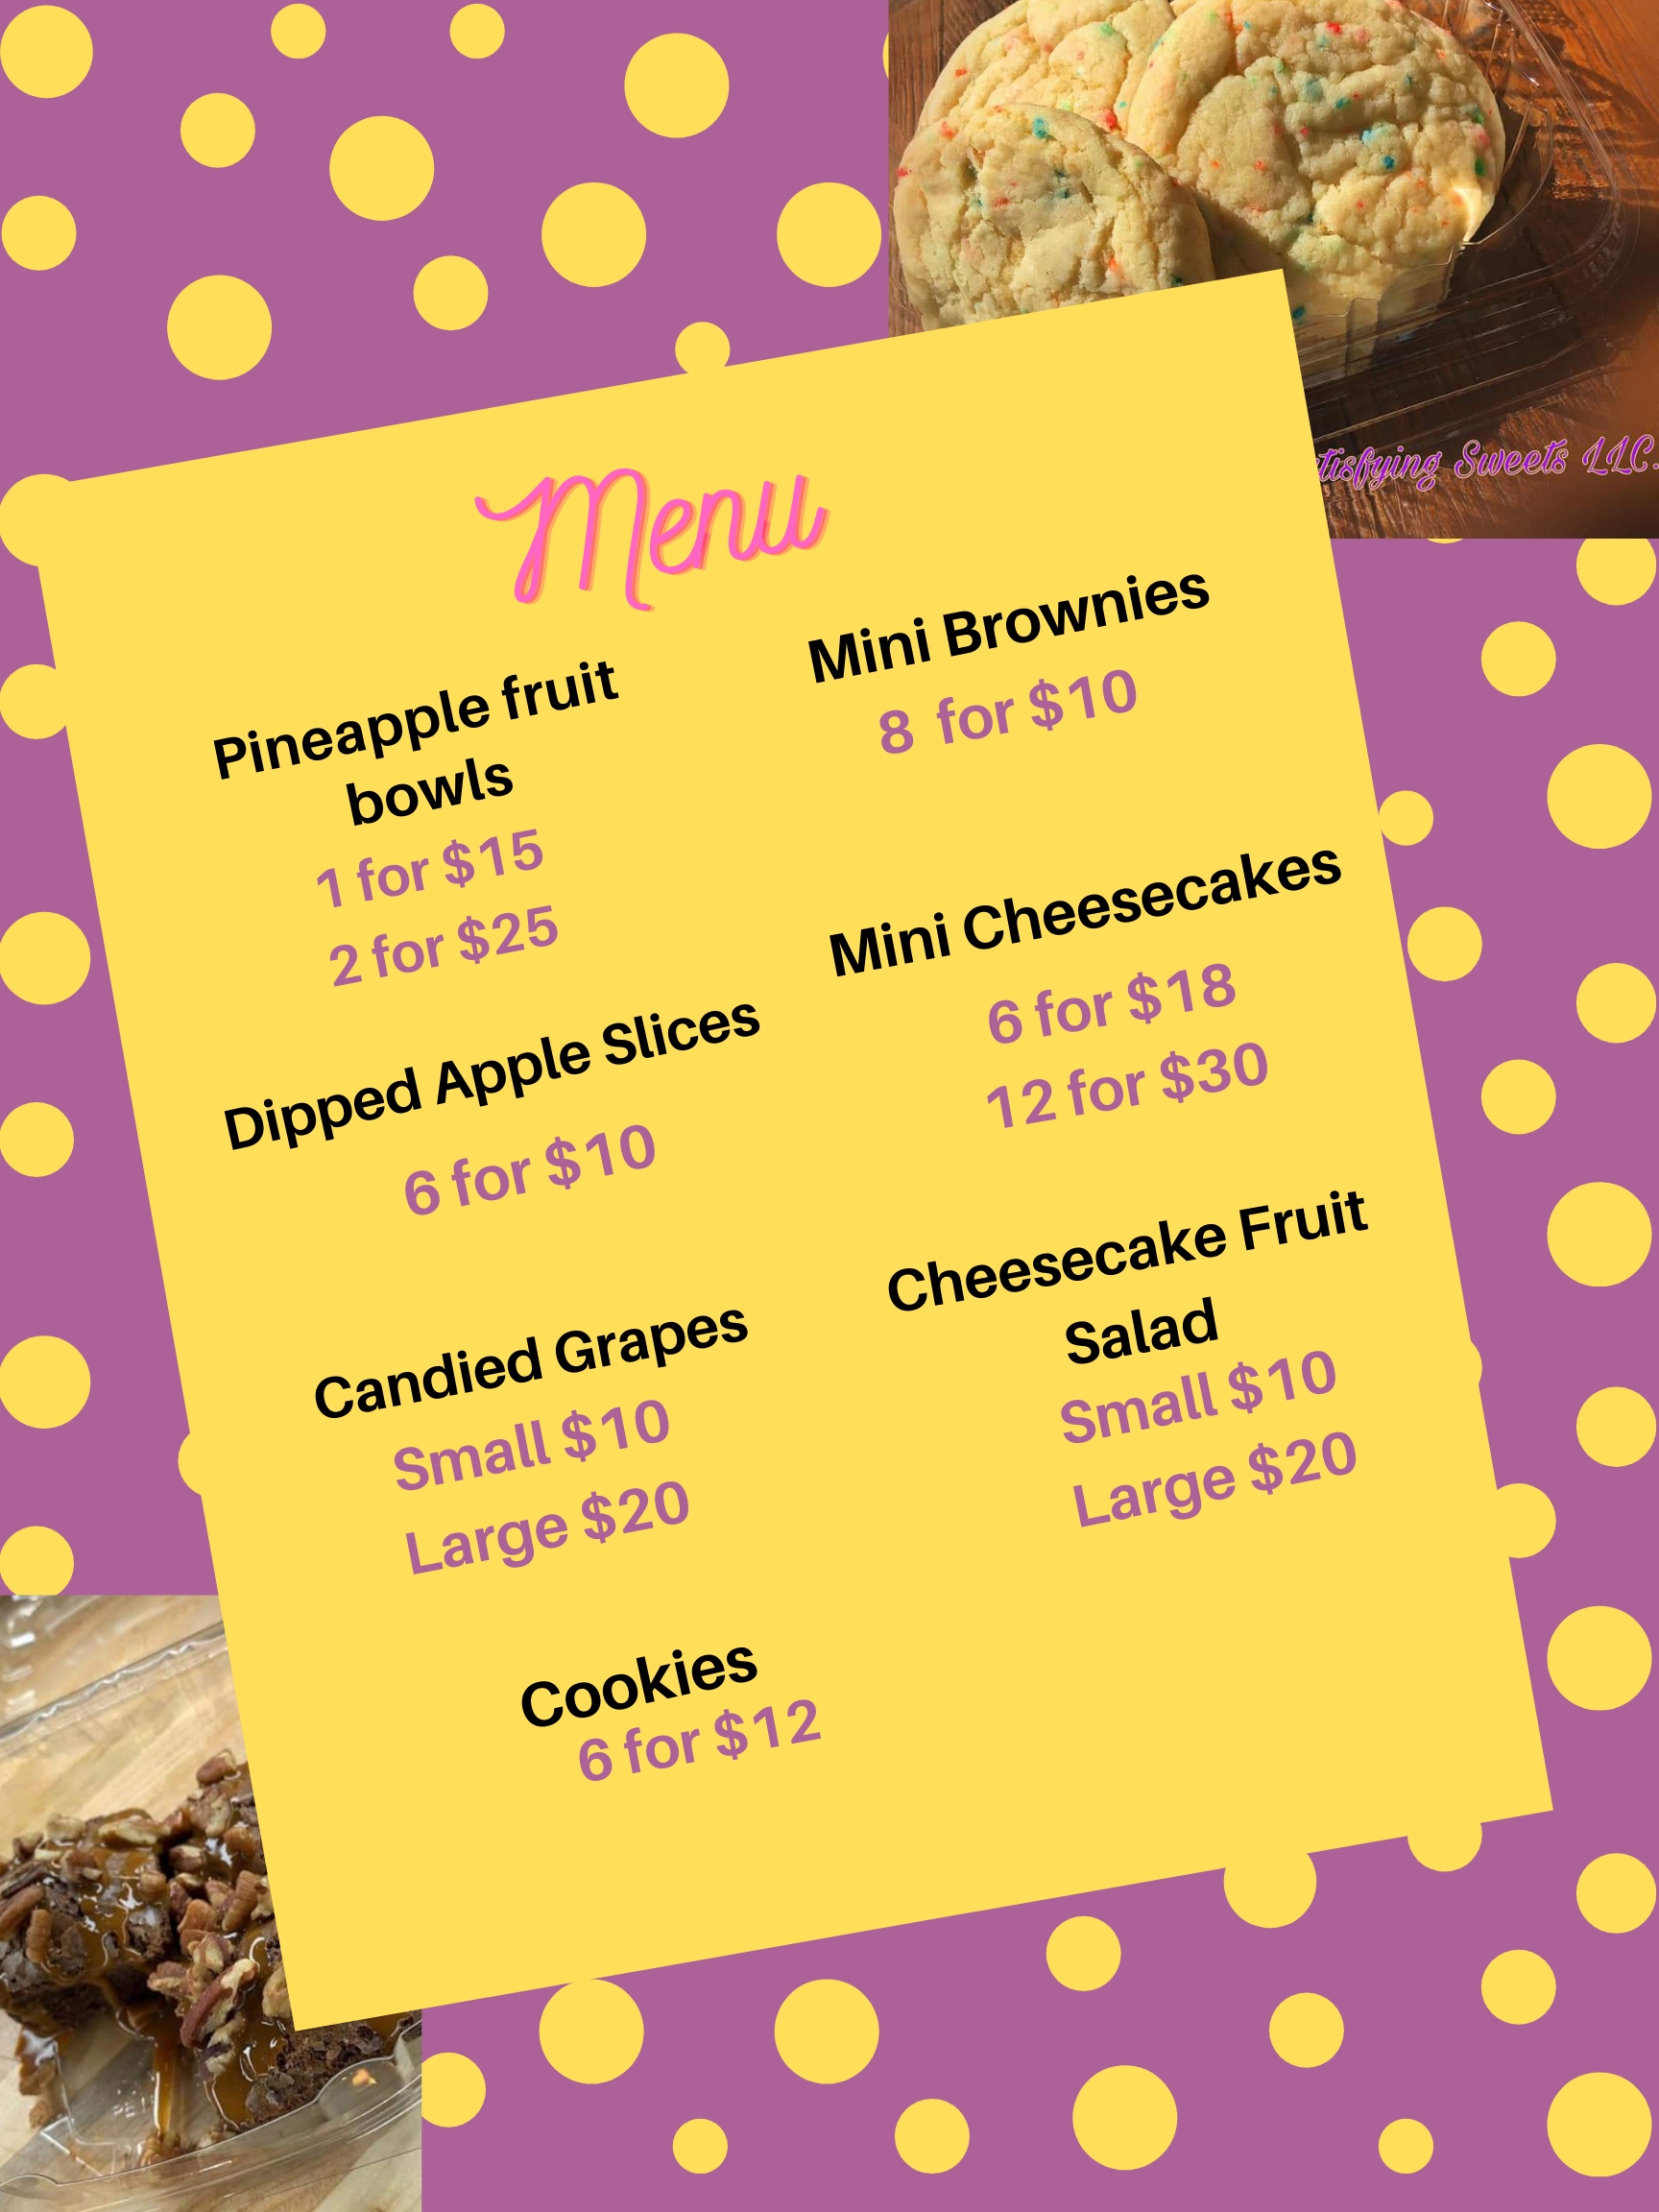 Menu
Pineapple fruit
bowls
1 for $15
2 for $25
Dipped Apple Slices
6 for $10
Candied Grapes
Small $10
Large $20
Cookies
6 for $12
Mini Brownies
8 for $10
Mini Cheesecakes
6 for $18
12 for $30
Cheesecake Fruit
Salad
Small $10
Large $20
Sweets LLC.